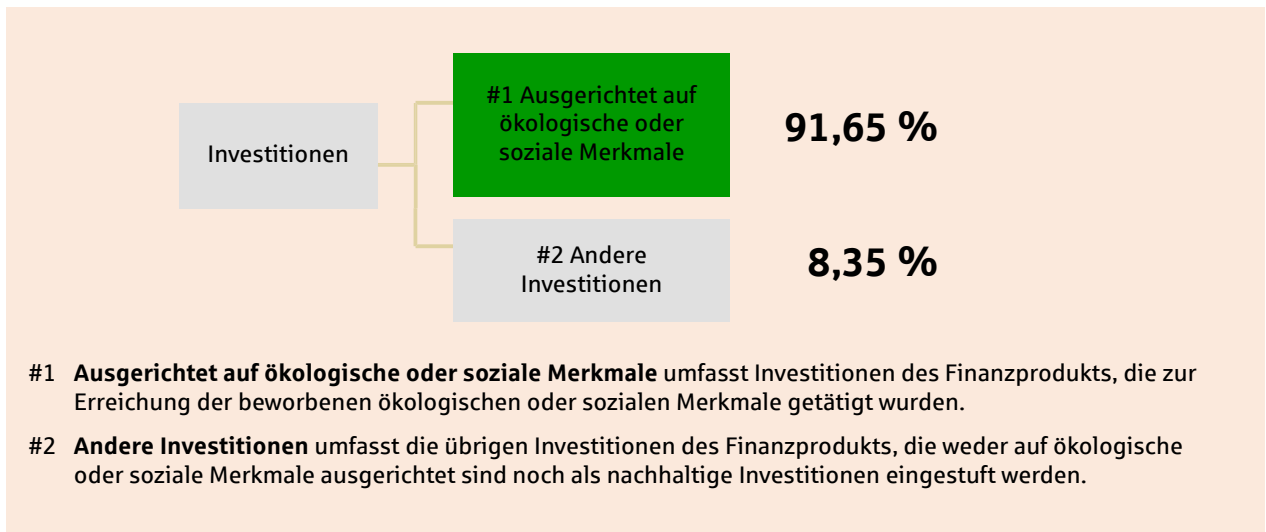 #1 Ausgerichtet auf
ökologische oder
soziale Merkmale
91,65 %
Investitionen
#2 Andere
Investitionen
8,35 %
#1 Ausgerichtet auf ökologische oder soziale Merkmale umfasst Investitionen des Finanzprodukts, die zur
Erreichung der beworbenen ökologischen oder sozialen Merkmale getätigt wurden.
#2 Andere Investitionen umfasst die übrigen Investitionen des Finanzprodukts, die weder auf ökologische
oder soziale Merkmale ausgerichtet sind noch als nachhaltige Investitionen eingestuft werden.